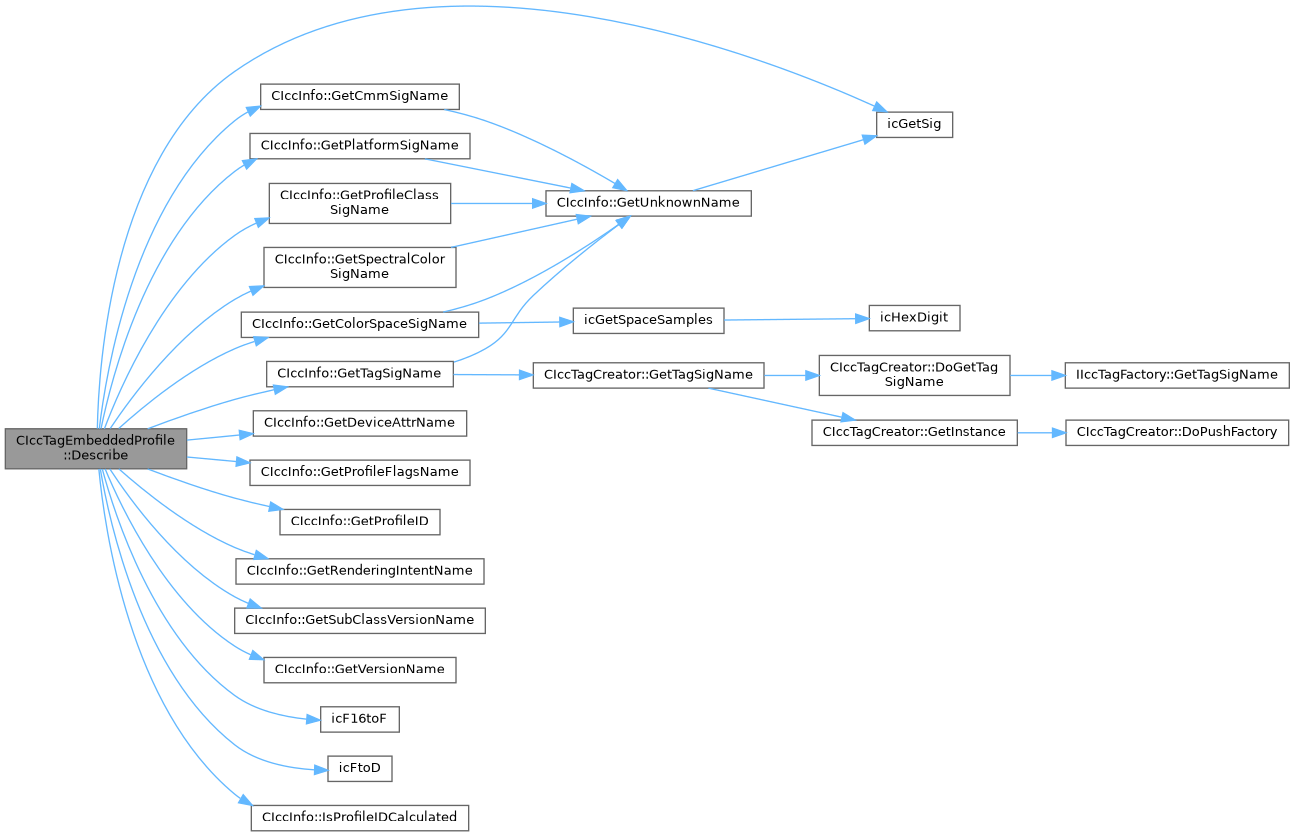 CIccTagEmbeddedProfile
::Describe
CIccInfo::GetCmmSigName
CIccInfo::GetPlatformSigName
CIccInfo::GetProfileClass
SigName
CIccInfo::GetSpectralColor
SigName
CIccInfo::GetColorSpaceSigName
CIccInfo::GetTagSigName
CIccInfo::GetDeviceAttrName
CIccInfo::GetProfileFlagsName
CIccInfo::GetProfileID
CIccInfo::GetRenderingIntentName
CIccInfo::GetSubClassVersionName
CIccInfo::GetVersionName
icF16toF
icFtoD
CIccInfo::IsProfileIDCalculated
CIccInfo::GetUnknownName
icGetSpaceSamples
CIccTagCreator::GetTagSigName
icGetSig
icHexDigit
CIccTagCreator::DoGetTag
SigName
CIccTagCreator::GetInstance
IIccTagFactory::GetTagSigName
CIccTagCreator::DoPushFactory